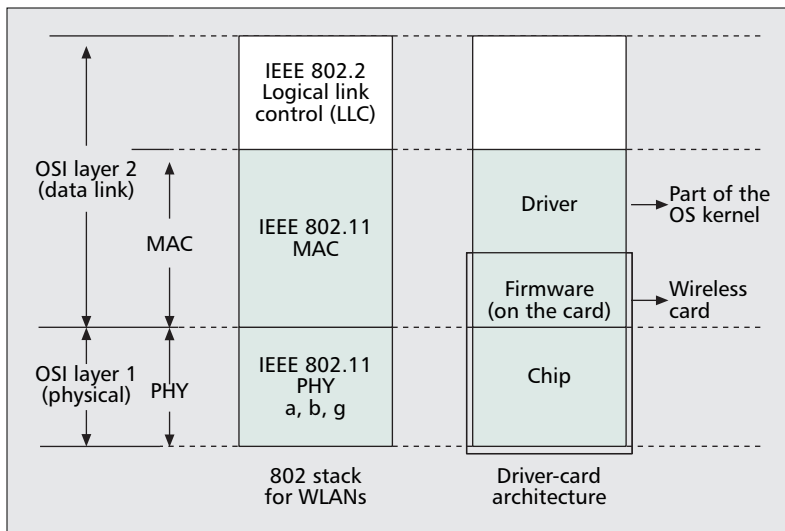 OSI layer 2
(data link)
MAC
OSI layer 1
(physical)
PHY
IEEE 802.2
Logical link
control (LLC)
IEEE 802.11
MAC
IEEE 802.11
PHY
a, b, g
802 stack
for WLANs
Driver
Firmware
(on the card)
Chip
Driver-card
architecture
Part of the
OS kernel
Wireless
card